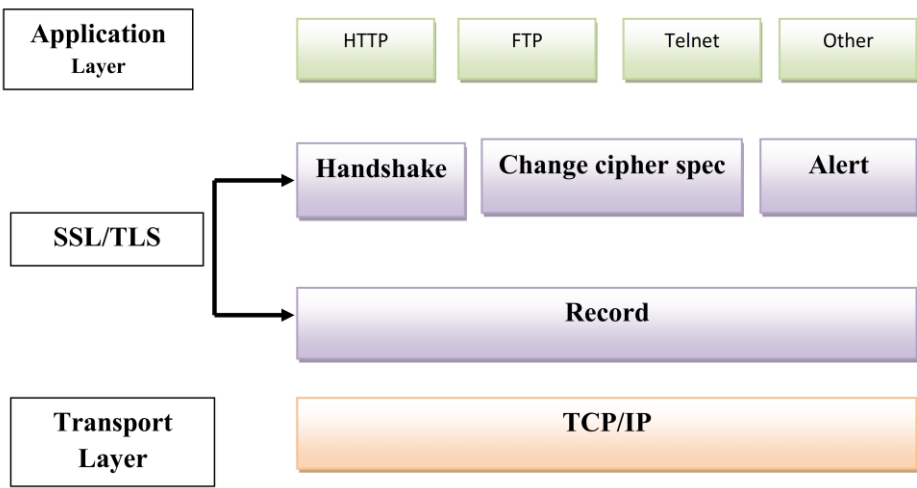 Application
Layer
HTTP
FTP
Telnet
Other
SSL/TLS
Handshake
Change cipher spec
Alert
Record
Transport
Layer
TCP/IP